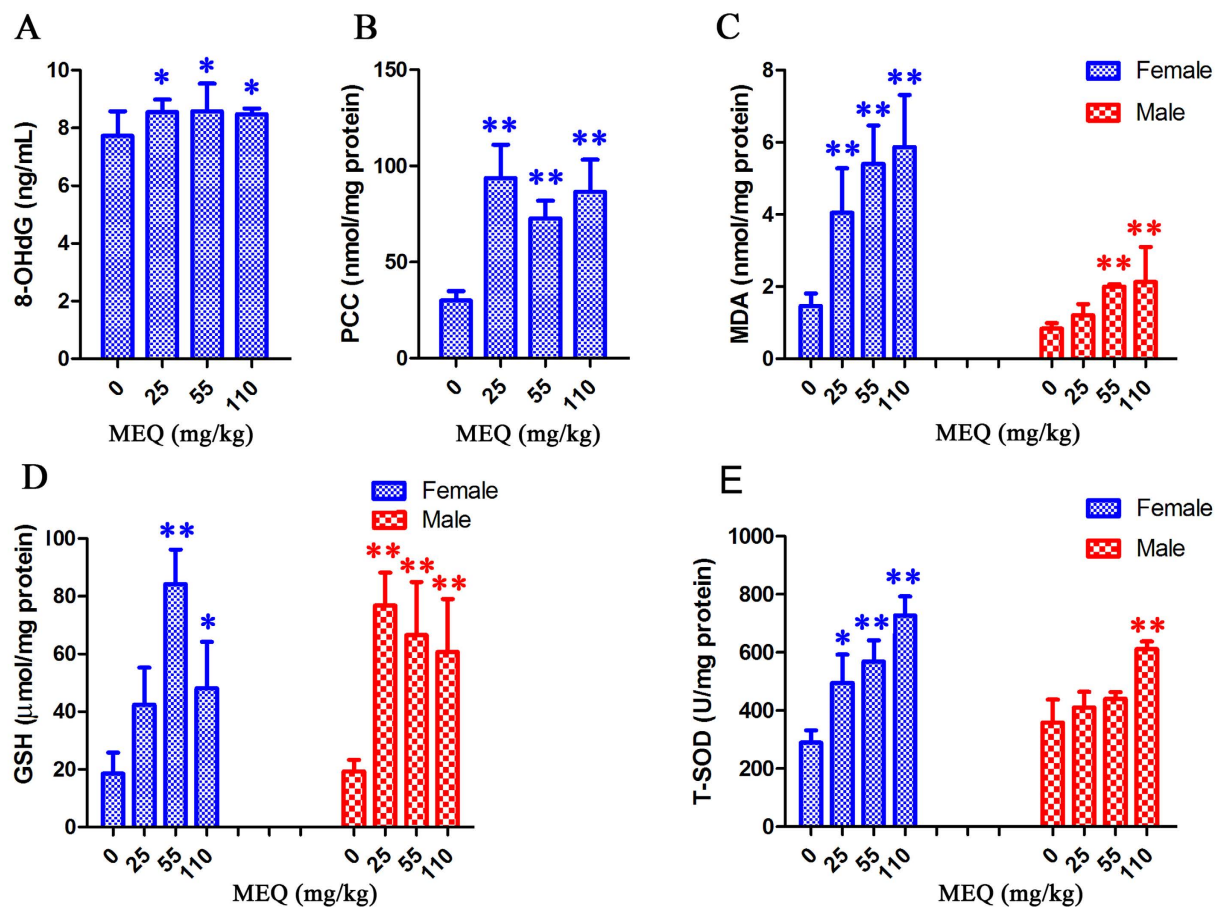 A
8-OHdG (ng/mL)
10
8
6
4
2
0
* * *
0 25 55 110
MEQ (mg/kg)
B
PCC (nmol/mg protein)
150
100
50
0
** ** **
0 25 55 110
MEQ (mg/kg)
C
MDA (nmol/mg protein)
8
6
4
2
0
Female
Male
** ** ** ** **
0 25 55 110 0 25 55 110
MEQ (mg/kg)
D
GSH (μmol/mg protein)
100
80
60
40
20
0
Female
Male
** * ** ** **
0 25 55 110 0 25 55 110
MEQ (mg/kg)
E
T-SOD (U/mg protein)
1000
800
600
400
200
0
Female
Male
* ** ** **
0 25 55 110 0 25 55 110
MEQ (mg/kg)